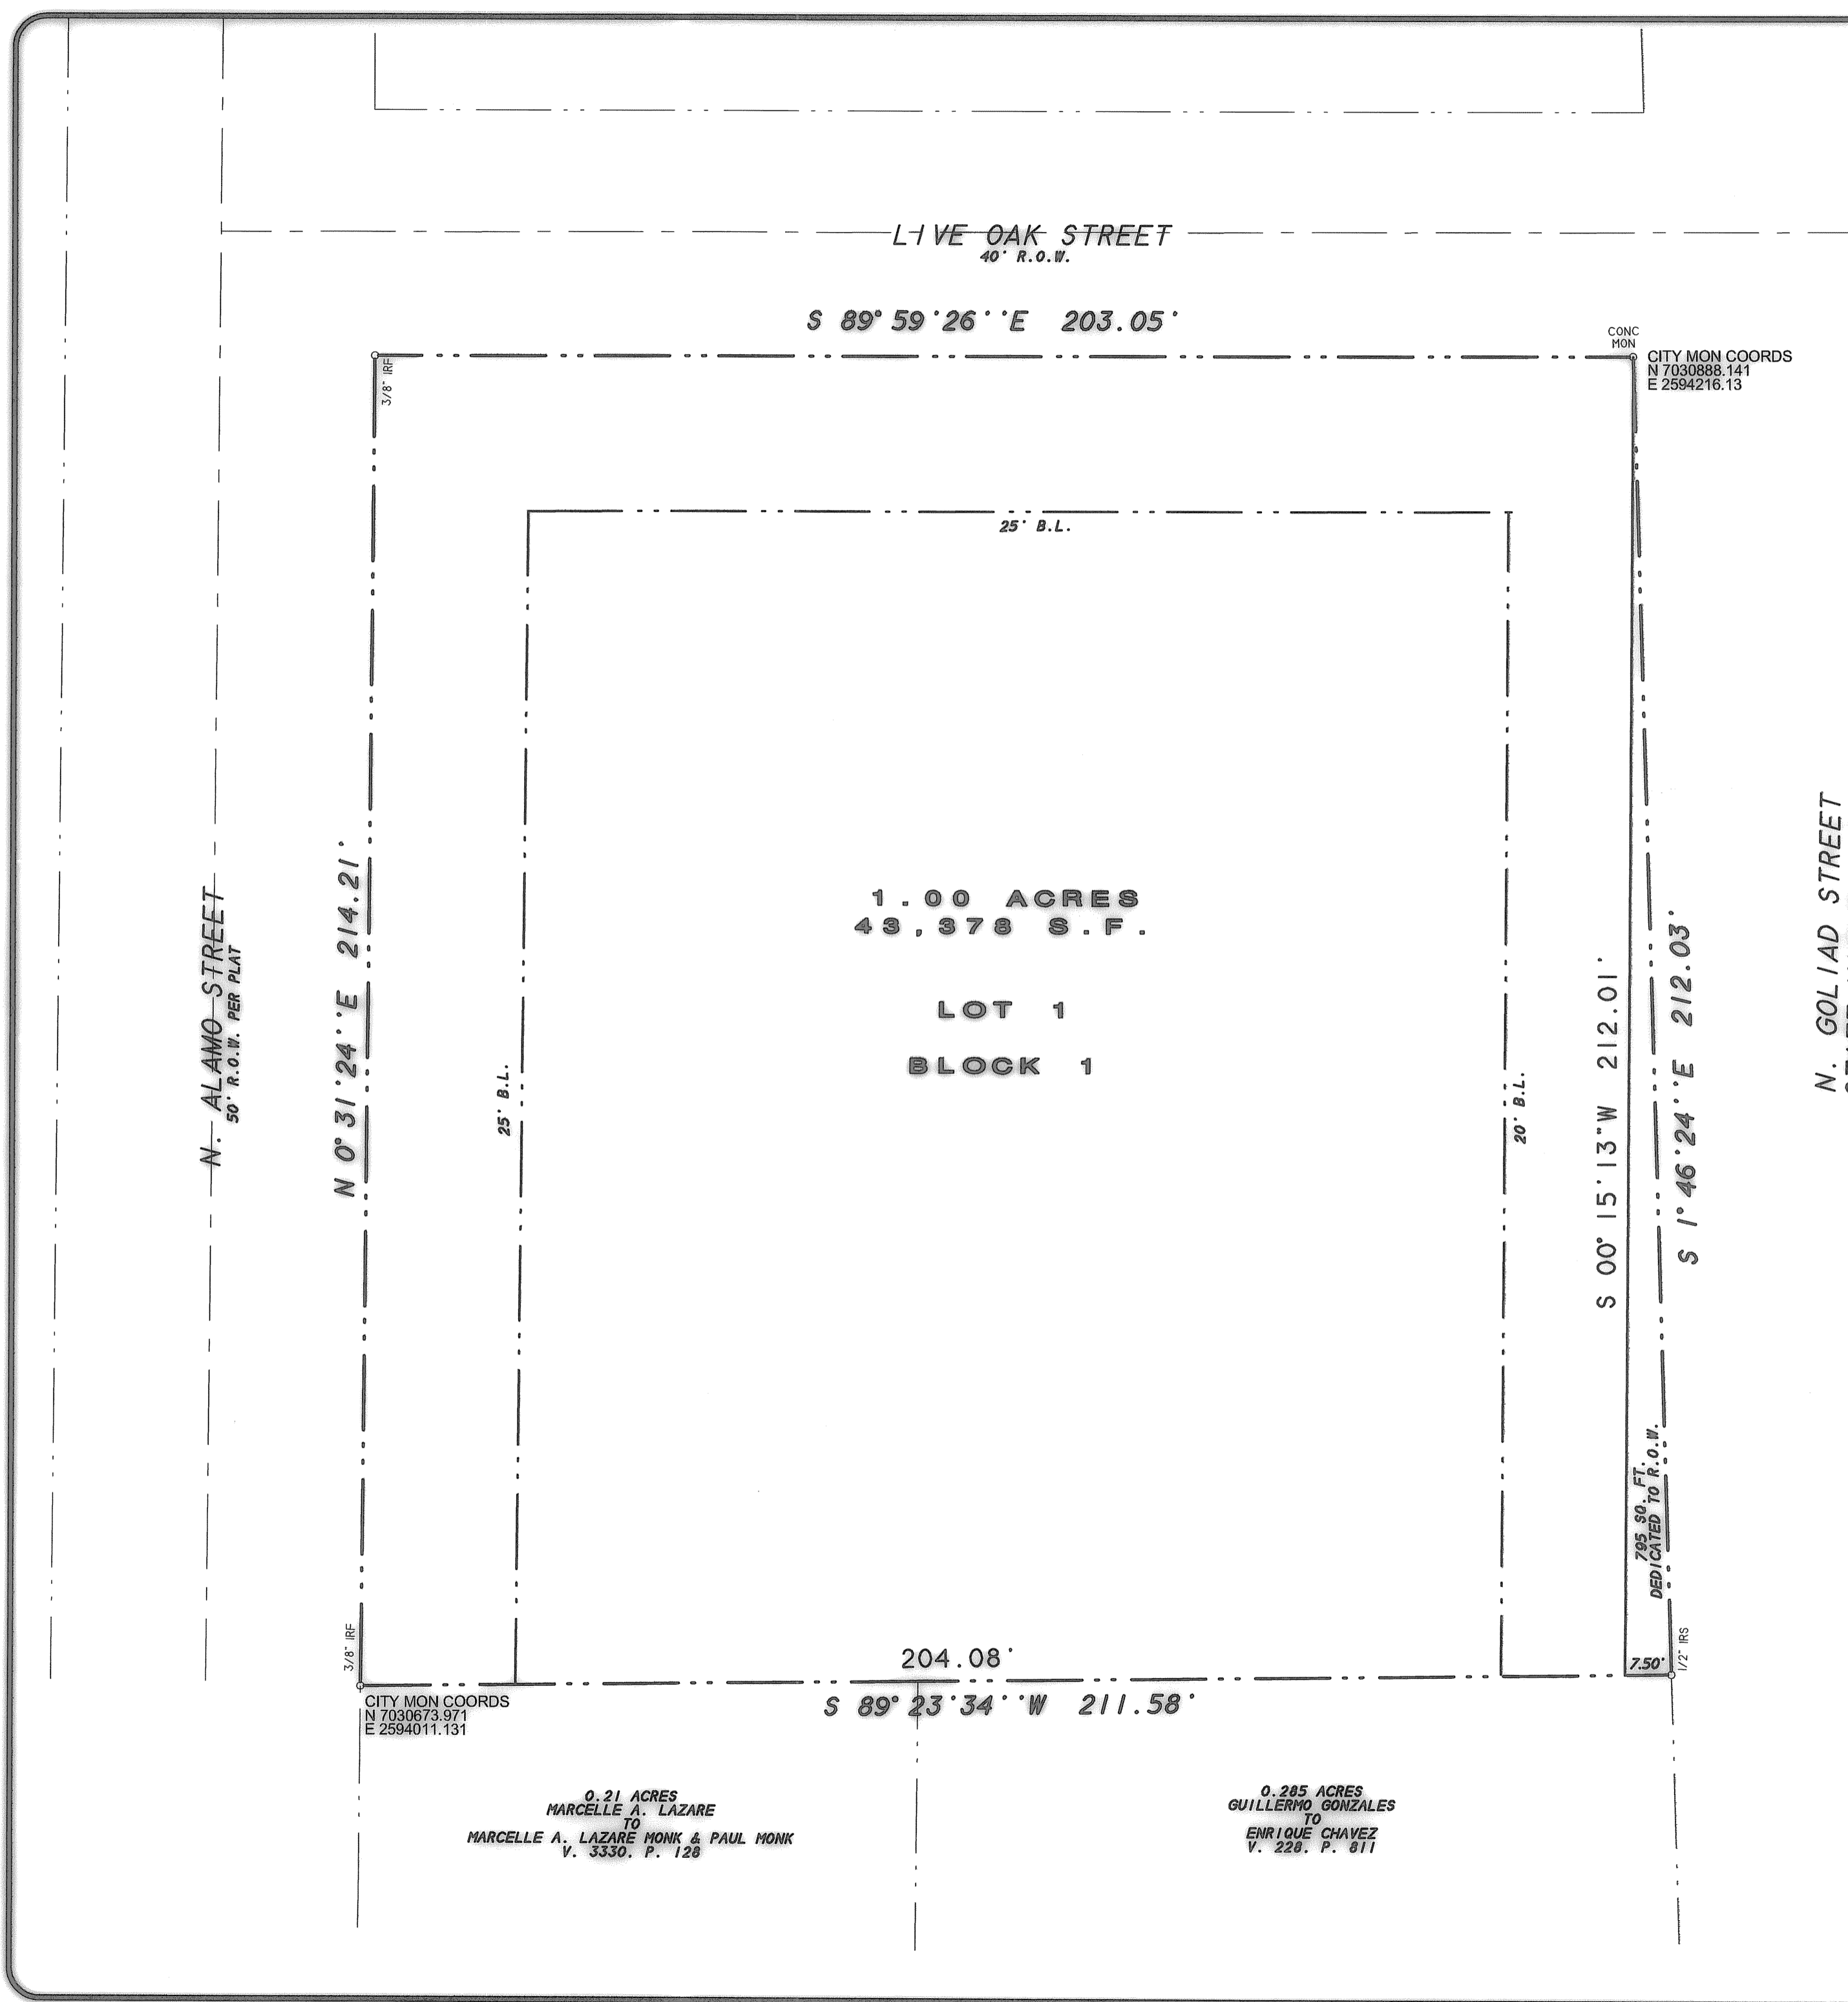 LIVE OAK STREET
40' R.O.W.
S 89°59'26''E 203.05'
CONC
MON
CITY MON COORDS
N 7030888.141
E 2594216.13
3/8" IRF
25' B.L.
N. ALAMO STREET
50' R.O.W. PER PLAT
N 0°31'24''E 214.21'
25' B.L.
1.00 ACRES
43,378 S.F.
LOT 1
BLOCK 1
20' B.L.
S 00°15'13"W 212.01'
S 1°46'24''E 212.03'
N. GOLIAD STREET
795 SQ. FT.
DEDICATED TO R.O.W.
7.50'
1/2" IRS
3/8" IRF
204.08'
S 89°23'34''W 211.58'
CITY MON COORDS
N 7030673.971
E 2594011.131
0.21 ACRES
MARCELLE A. LAZARE
TO
MARCELLE A. LAZARE MONK & PAUL MONK
V. 3330. P. 128
0.285 ACRES
GUILLERMO GONZALES
TO
ENRIQUE CHAVEZ
V. 228. P. 811